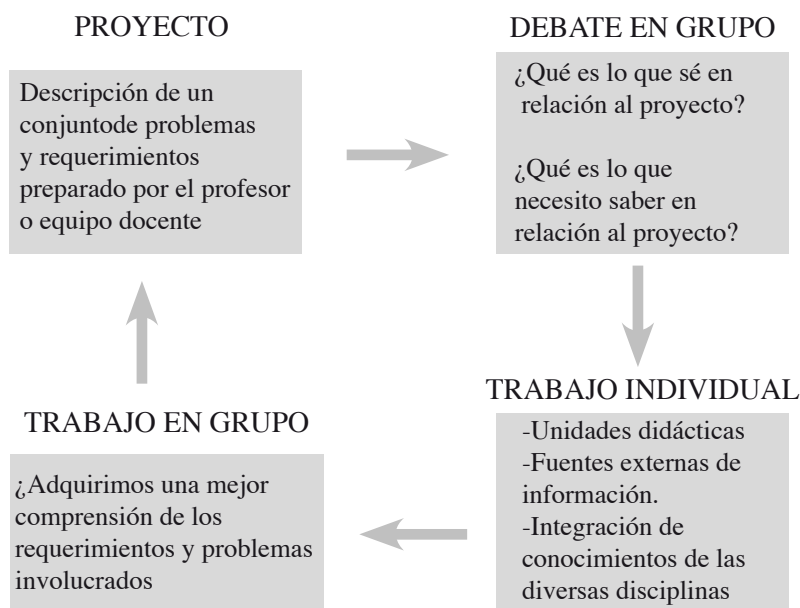 PROYECTO
Descripción de un
conjuntode problemas
y requerimientos
preparado por el profesor
o equipo docente
DEBATE EN GRUPO
¿Qué es lo que sé en
relación al proyecto?
¿Qué es lo que
necesito saber en
relación al proyecto?
TRABAJO INDIVIDUAL
-Unidades didácticas
-Fuentes externas de
información.
-Integración de
conocimientos de las
diversas disciplinas
TRABAJO EN GRUPO
¿Adquirimos una mejor
comprensión de los
requerimientos y problemas
involucrados